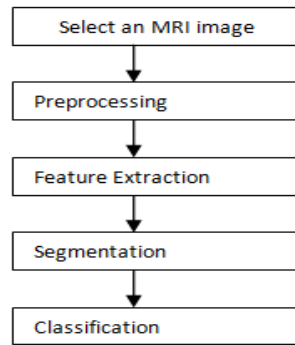 Select an MRI image
Preprocessing
Feature Extraction
Segmentation
Classification